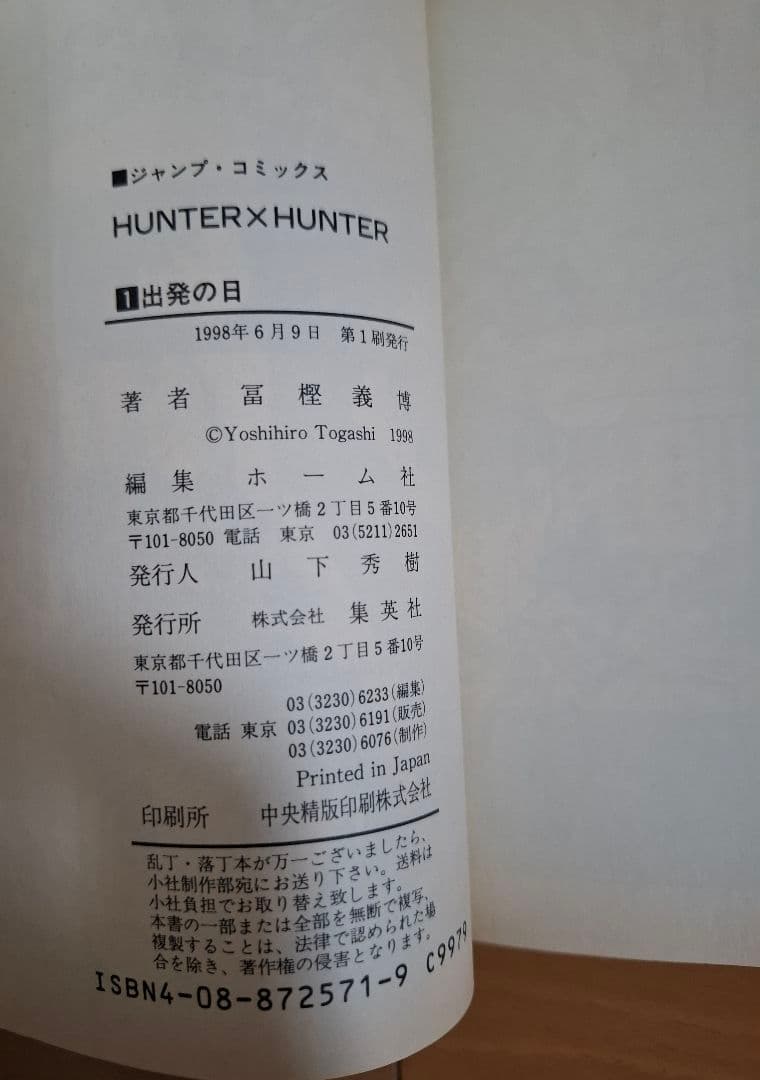 ■ジャンプ・コミックス
HUNTER×HUNTER
1出発の日
1998年6月9日 第1刷発行
著者 冨樫義博
©Yoshihiro Togashi 1998
編集 ホーム社
東京都千代田区一ツ橋2丁目5番10号
〒101-8050 電話 東京 03(5211)2651
発行人 山下秀樹
発行所 株式会社 集英社
東京都千代田区一ツ橋2丁目5番10号
〒101-8050
03(3230)6233(編集)
電話 東京 03(3230)6191(販売)
03(3230)6076(制作)
Printed in Japan
印刷所 中央精版印刷株式会社
乱丁・落丁本が万一ございましたら、
小社制作部宛にお送り下さい。送料は
小社負担でお取り替え致します。
本書の一部または全部を無断で複写、
複製することは、法律で認められた場
合を除き、著作権の侵害となります。
ISBN4-08-872571-9 C9979